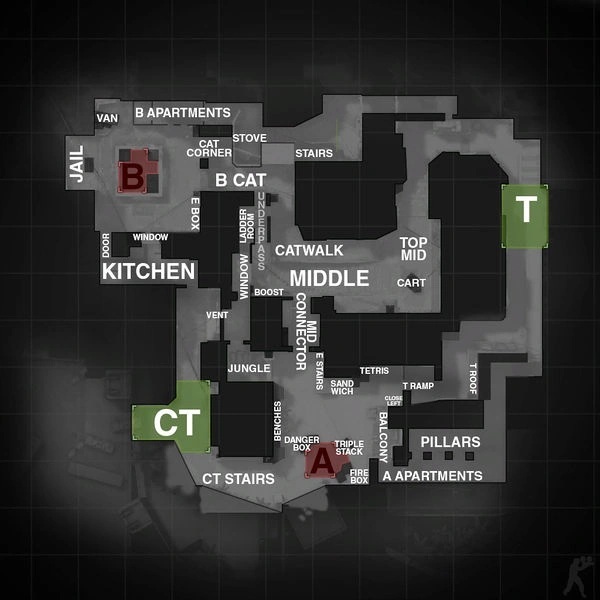 VAN
B APARTMENTS
CAT
CORNER
STOVE
STAIRS
JAIL
B
B CAT
T
E BOX
LADDER
ROOM
UNDERPASS
DOOR
WINDOW
KITCHEN
WINDOW
CATWALK
TOP
MID
MIDDLE
CART
BOOST
VENT
MID
CONNECTOR
JUNGLE
E STAIRS
TETRIS
SAND
WICH
T RAMP
T ROOF
CLOSE
LEFT
CT
BENCHES
DANGER
BOX
TRIPLE
STACK
BALCONY
PILLARS
A
FIRE
BOX
A APARTMENTS
CT STAIRS